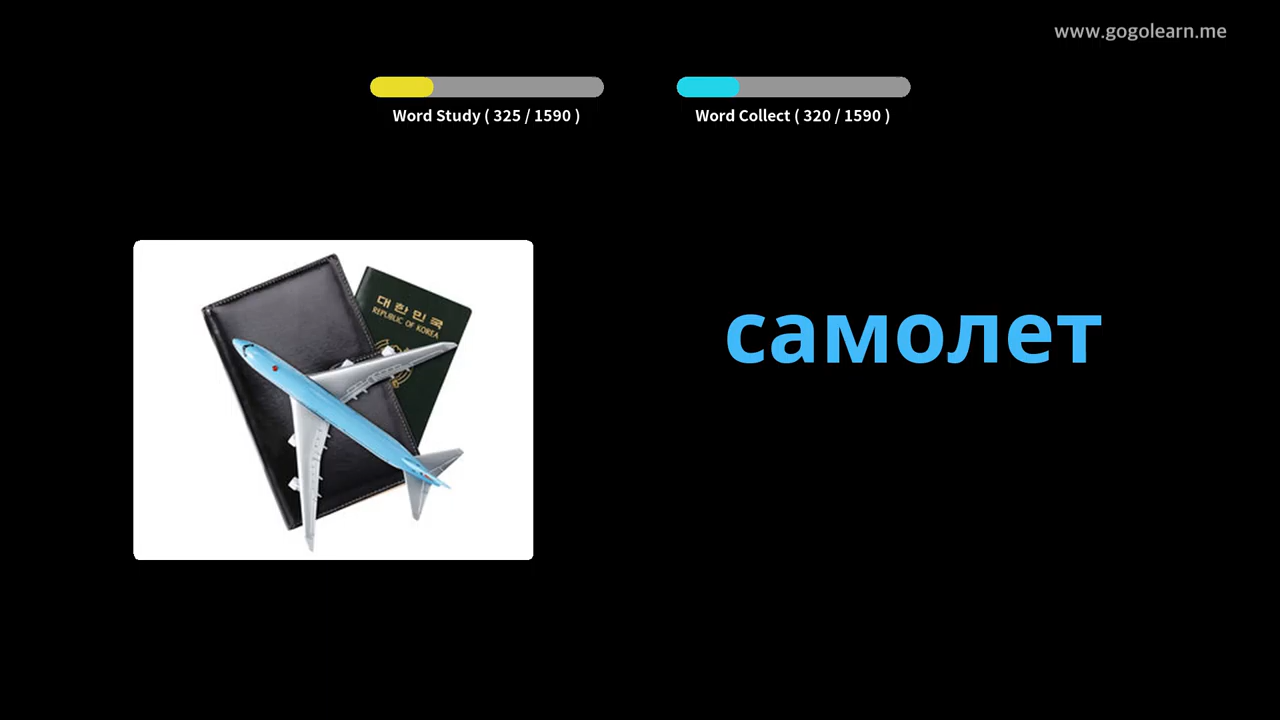 www.gogolearn.me
Word Study ( 325 / 1590 )
Word Collect ( 320 / 1590 )
대한민국
REPUBLIC OF KOREA
самолет